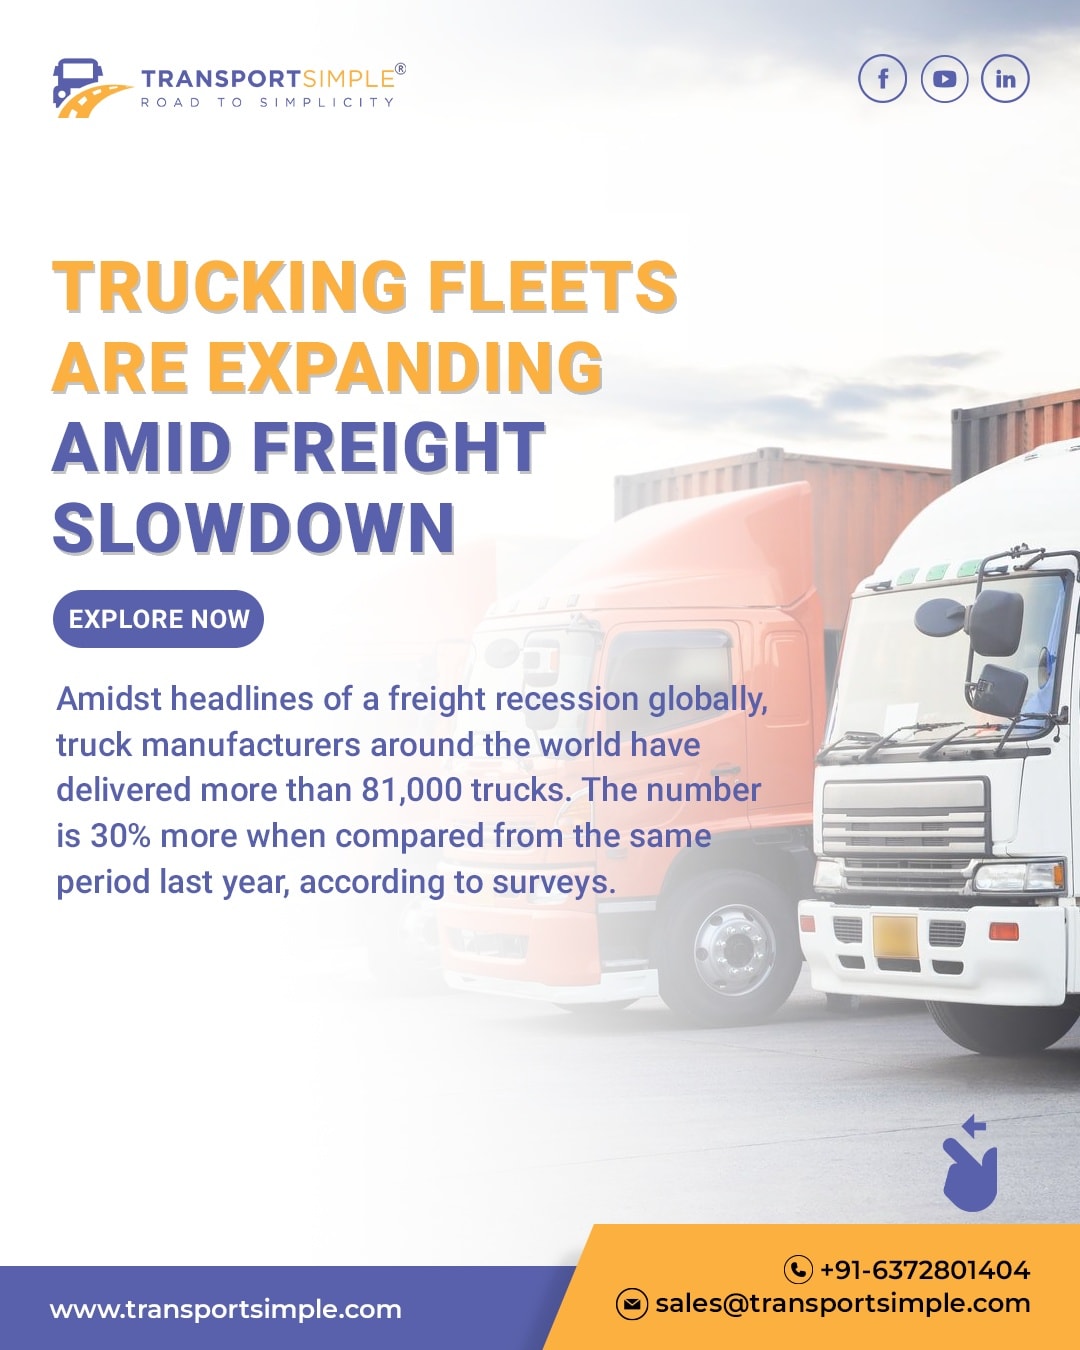 TRANSPORTSIMPLE®
ROAD TO SIMPLICITY
TRUCKING FLEETS
ARE EXPANDING
AMID FREIGHT
SLOWDOWN
EXPLORE NOW
Amidst headlines of a freight recession globally,
truck manufacturers around the world have
delivered more than 81,000 trucks. The number
is 30% more when compared from the same
period last year, according to surveys.
+91-6372801404
www.transportsimple.com
sales@transportsimple.com